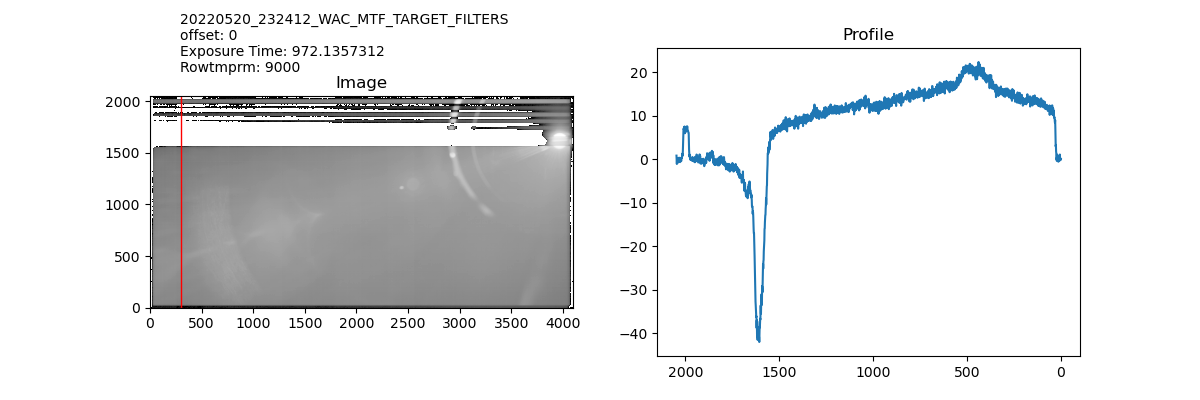 20220520_232412_WAC_MTF_TARGET_FILTERS
offset: 0
Exposure Time: 972.1357312
Rowtmprm: 9000
Image
2000
1500
1000
500
0
0 500 1000 1500 2000 2500 3000 3500 4000
Profile
20
10
0
−10
−20
−30
−40
2000 1500 1000 500 0